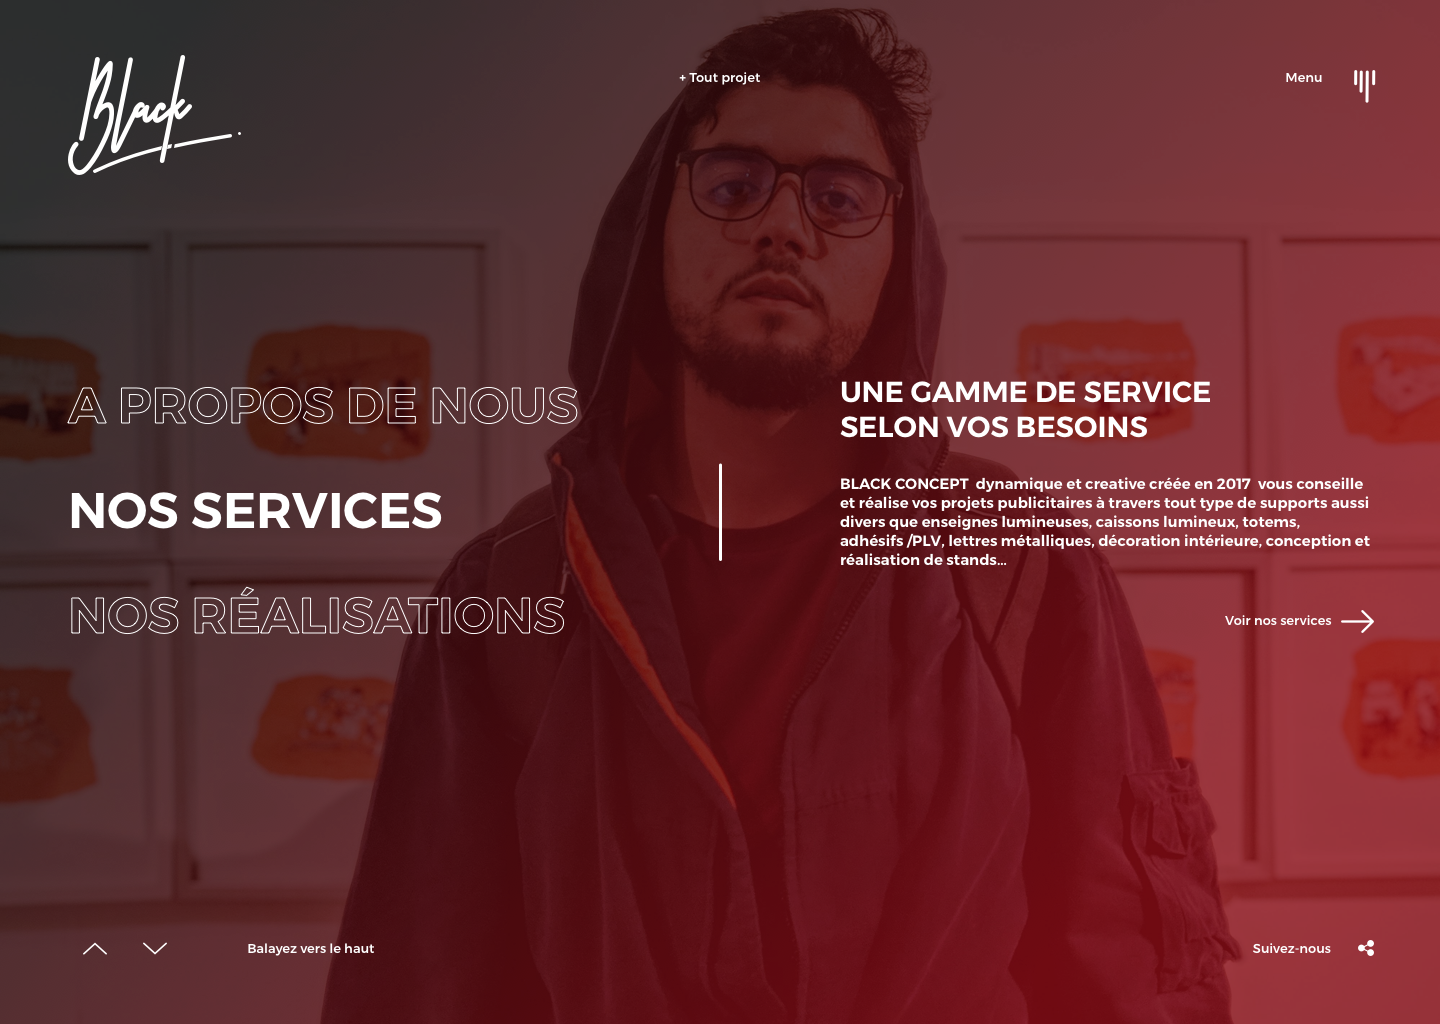 Black
+ Tout projet
Menu
A PROPOS DE NOUS
NOS SERVICES
NOS RÉALISATIONS
UNE GAMME DE SERVICE
SELON VOS BESOINS
BLACK CONCEPT  dynamique et creative créée en 2017  vous conseille
et réalise vos projets publicitaires à travers tout type de supports aussi
divers que enseignes lumineuses, caissons lumineux, totems,
adhésifs /PLV, lettres métalliques, décoration intérieure, conception et
réalisation de stands...
Voir nos services
Balayez vers le haut
Suivez-nous